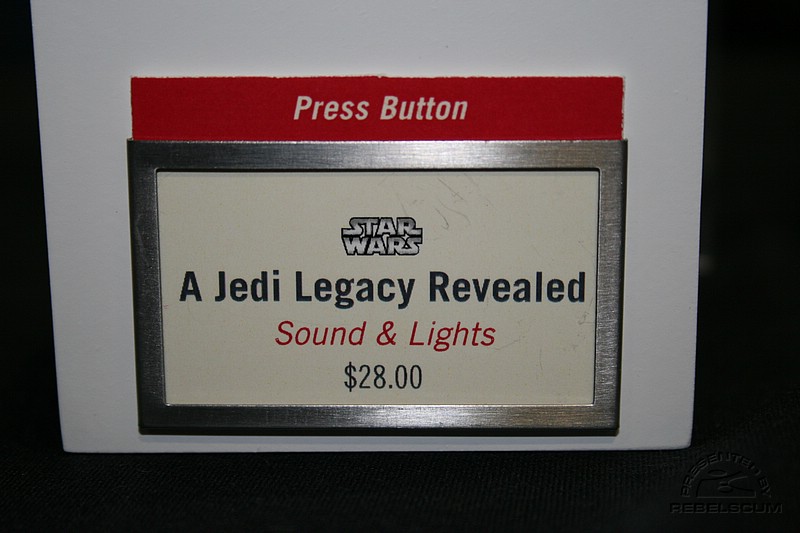 Press Button
STAR
WARS
A Jedi Legacy Revealed
Sound & Lights
$28.00
PRESENTED BY
REBELSCUM